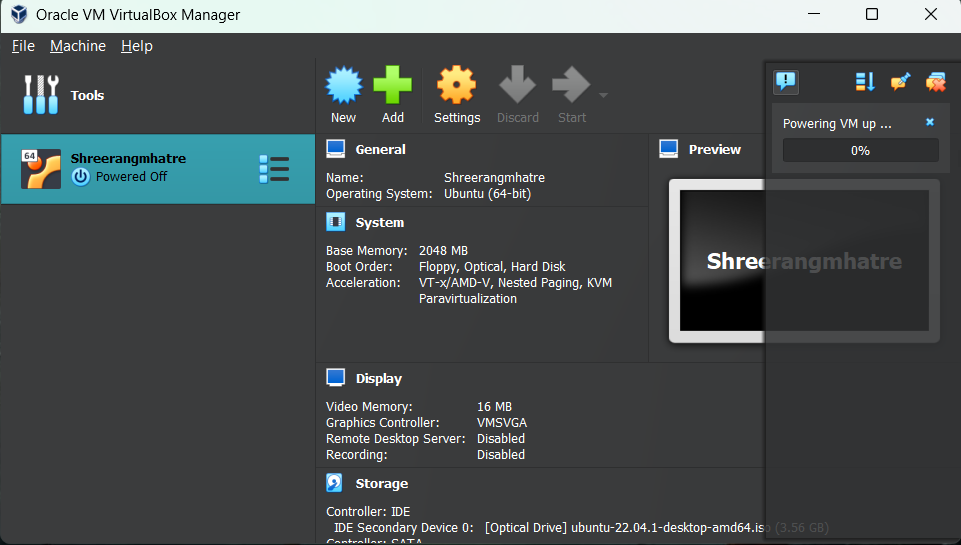 Oracle VM VirtualBox Manager
File Machine Help
Tools
New Add Settings Discard Start
64
Shreerangmhatre
Powered Off
General
Name: Shreerangmhatre
Operating System: Ubuntu (64-bit)
System
Base Memory: 2048 MB
Boot Order: Floppy, Optical, Hard Disk
Acceleration: VT-x/AMD-V, Nested Paging, KVM
Paravirtualization
Preview
Shreerangmhatre
Powering VM up ...
0%
Display
Video Memory: 16 MB
Graphics Controller: VMSVGA
Remote Desktop Server: Disabled
Recording: Disabled
Storage
Controller: IDE
IDE Secondary Device 0: [Optical Drive] ubuntu-22.04.1-desktop-amd64.iso (3.56 GB)
Controller: SATA